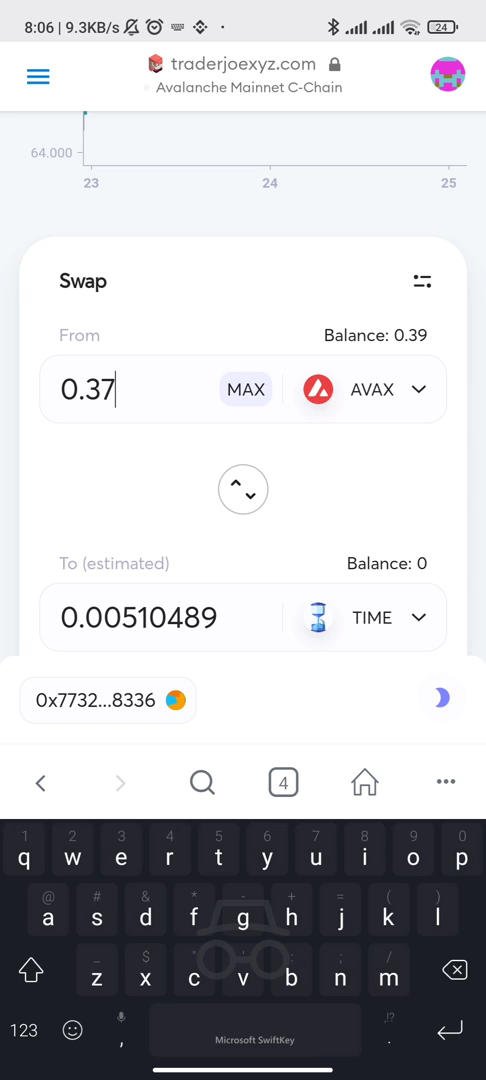 8:06 | 9.3KB/s
24
traderjoexyz.com
Avalanche Mainnet C-Chain
64.000
23 24 25
Swap
From Balance: 0.39
0.37 MAX AVAX
To (estimated) Balance: 0
0.00510489 TIME
0x7732...8336
4
1 2 3 4 5 6 7 8 9 0
q w e r t y u i o p
@ # & * - + = ( )
a s d f g h j k l
_ $ " ' : ; /
z x c v b n m
123 , ,!? .
Microsoft SwiftKey